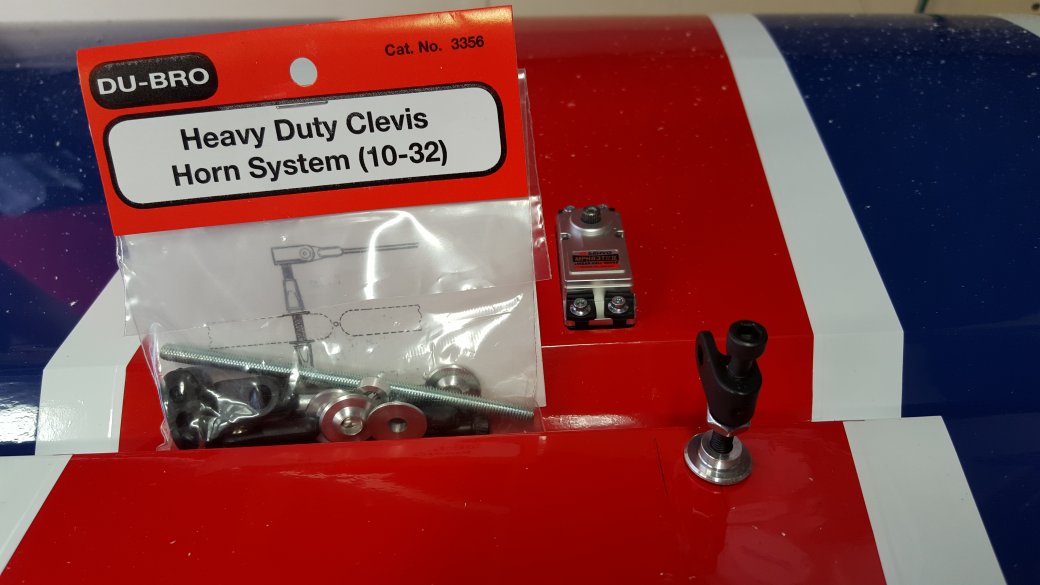 Cat. No. 3356
DU-BRO
Heavy Duty Clevis
Horn System (10-32)